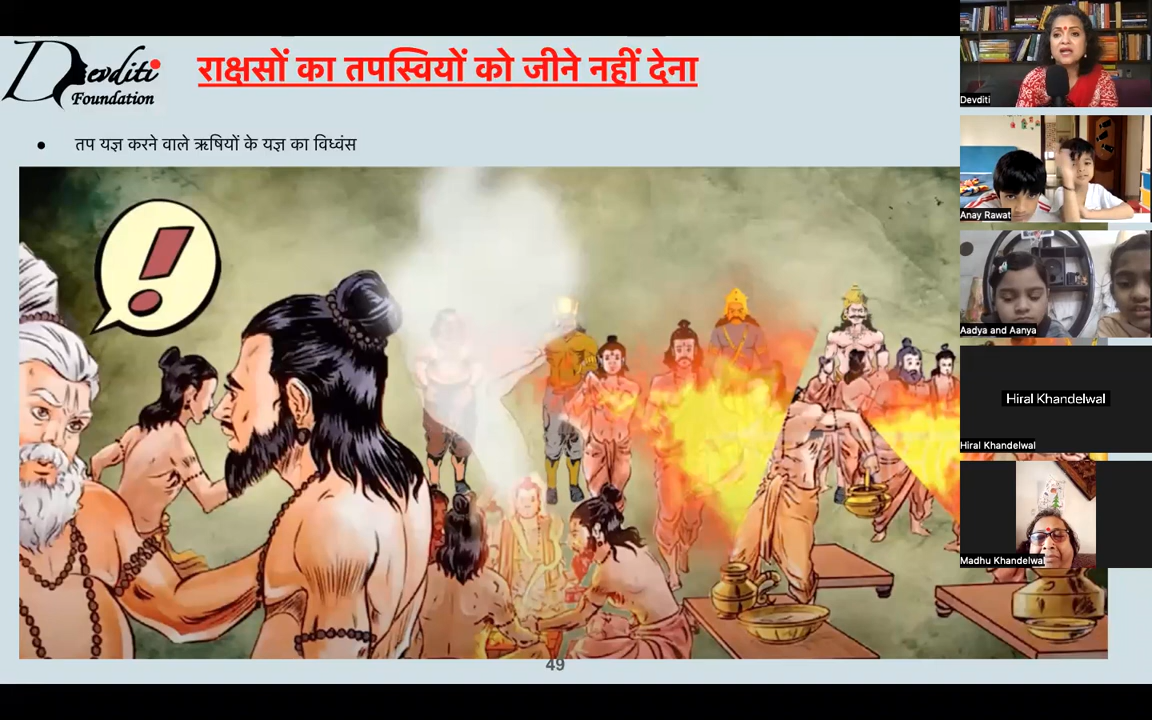 Devditi
Foundation
राक्षसों का तपस्वियों को जीने नहीं देना
● तप यज्ञ करने वाले ऋषियों के यज्ञ का विध्वंस
!
49
Devditi
Anay Rawat
Aadya and Aanya
Hiral Khandelwal
Hiral Khandelwal
Madhu Khandelwal